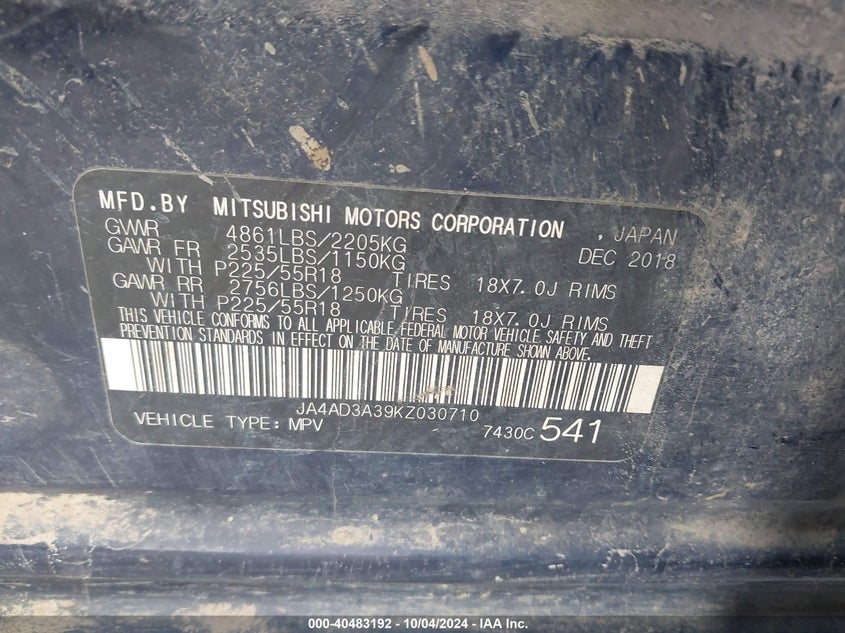 MFD.BY MITSUBISHI MOTORS CORPORATION , JAPAN
GVWR 4861LBS/2205KG DEC 2018
GAWR FR 2535LBS/1150KG
WITH P225/55R18 TIRES 18X7.0J RIMS
GAWR RR 2756LBS/1250KG
WITH P225/55R18 TIRES 18X7.0J RIMS
THIS VEHICLE CONFORMS TO ALL APPLICABLE FEDERAL MOTOR VEHICLE SAFETY AND THEFT
PREVENTION STANDARDS IN EFFECT ON THE DATE OF MANUFACTURE SHOWN ABOVE.
JA4AD3A39KZ030710
VEHICLE TYPE: MPV 7430C 541
000-40483192 - 10/04/2024 - IAA Inc.